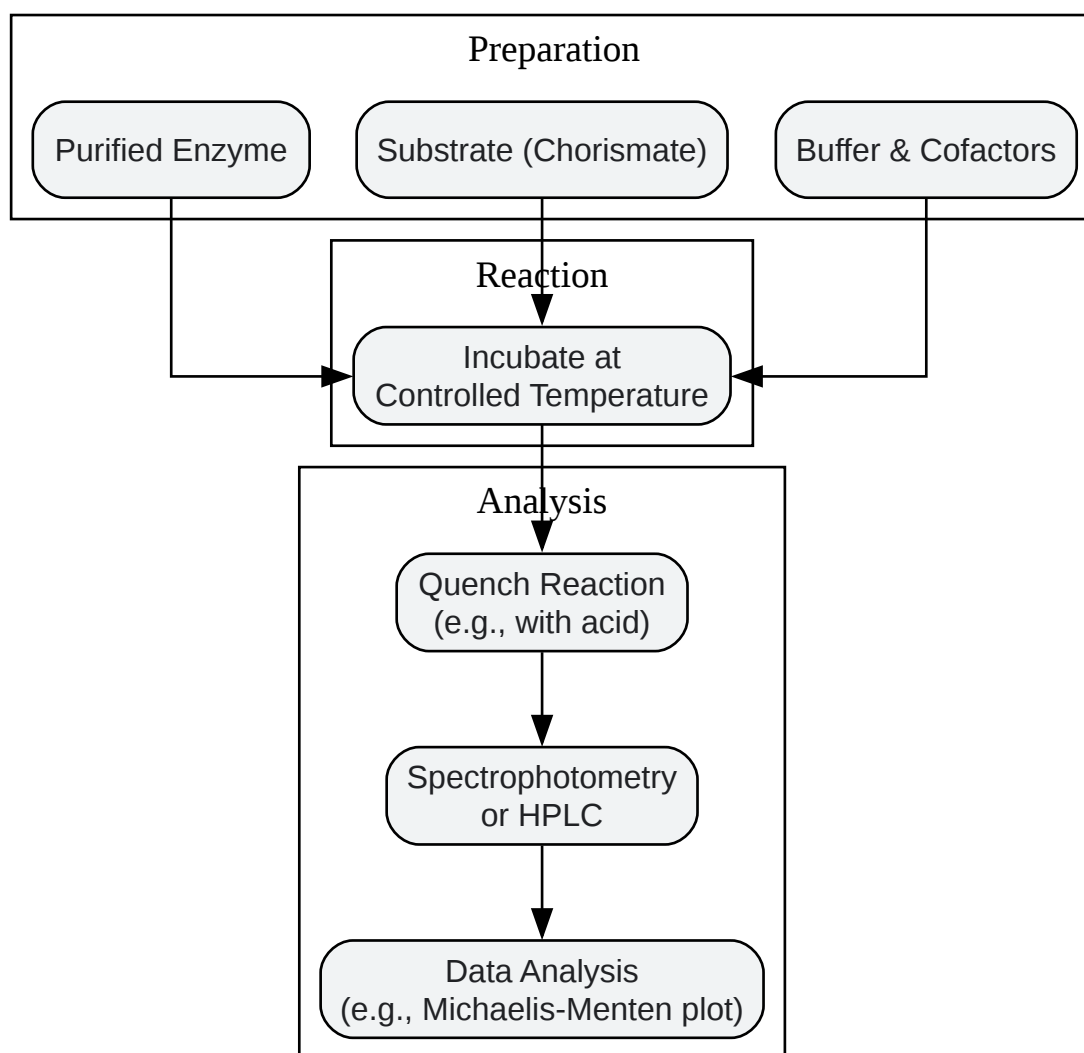 Preparation
Purified Enzyme
Substrate (Chorismate)
Buffer & Cofactors
Reaction
Incubate at
Controlled Temperature
Analysis
Quench Reaction
(e.g., with acid)
Spectrophotometry
or HPLC
Data Analysis
(e.g., Michaelis-Menten plot)